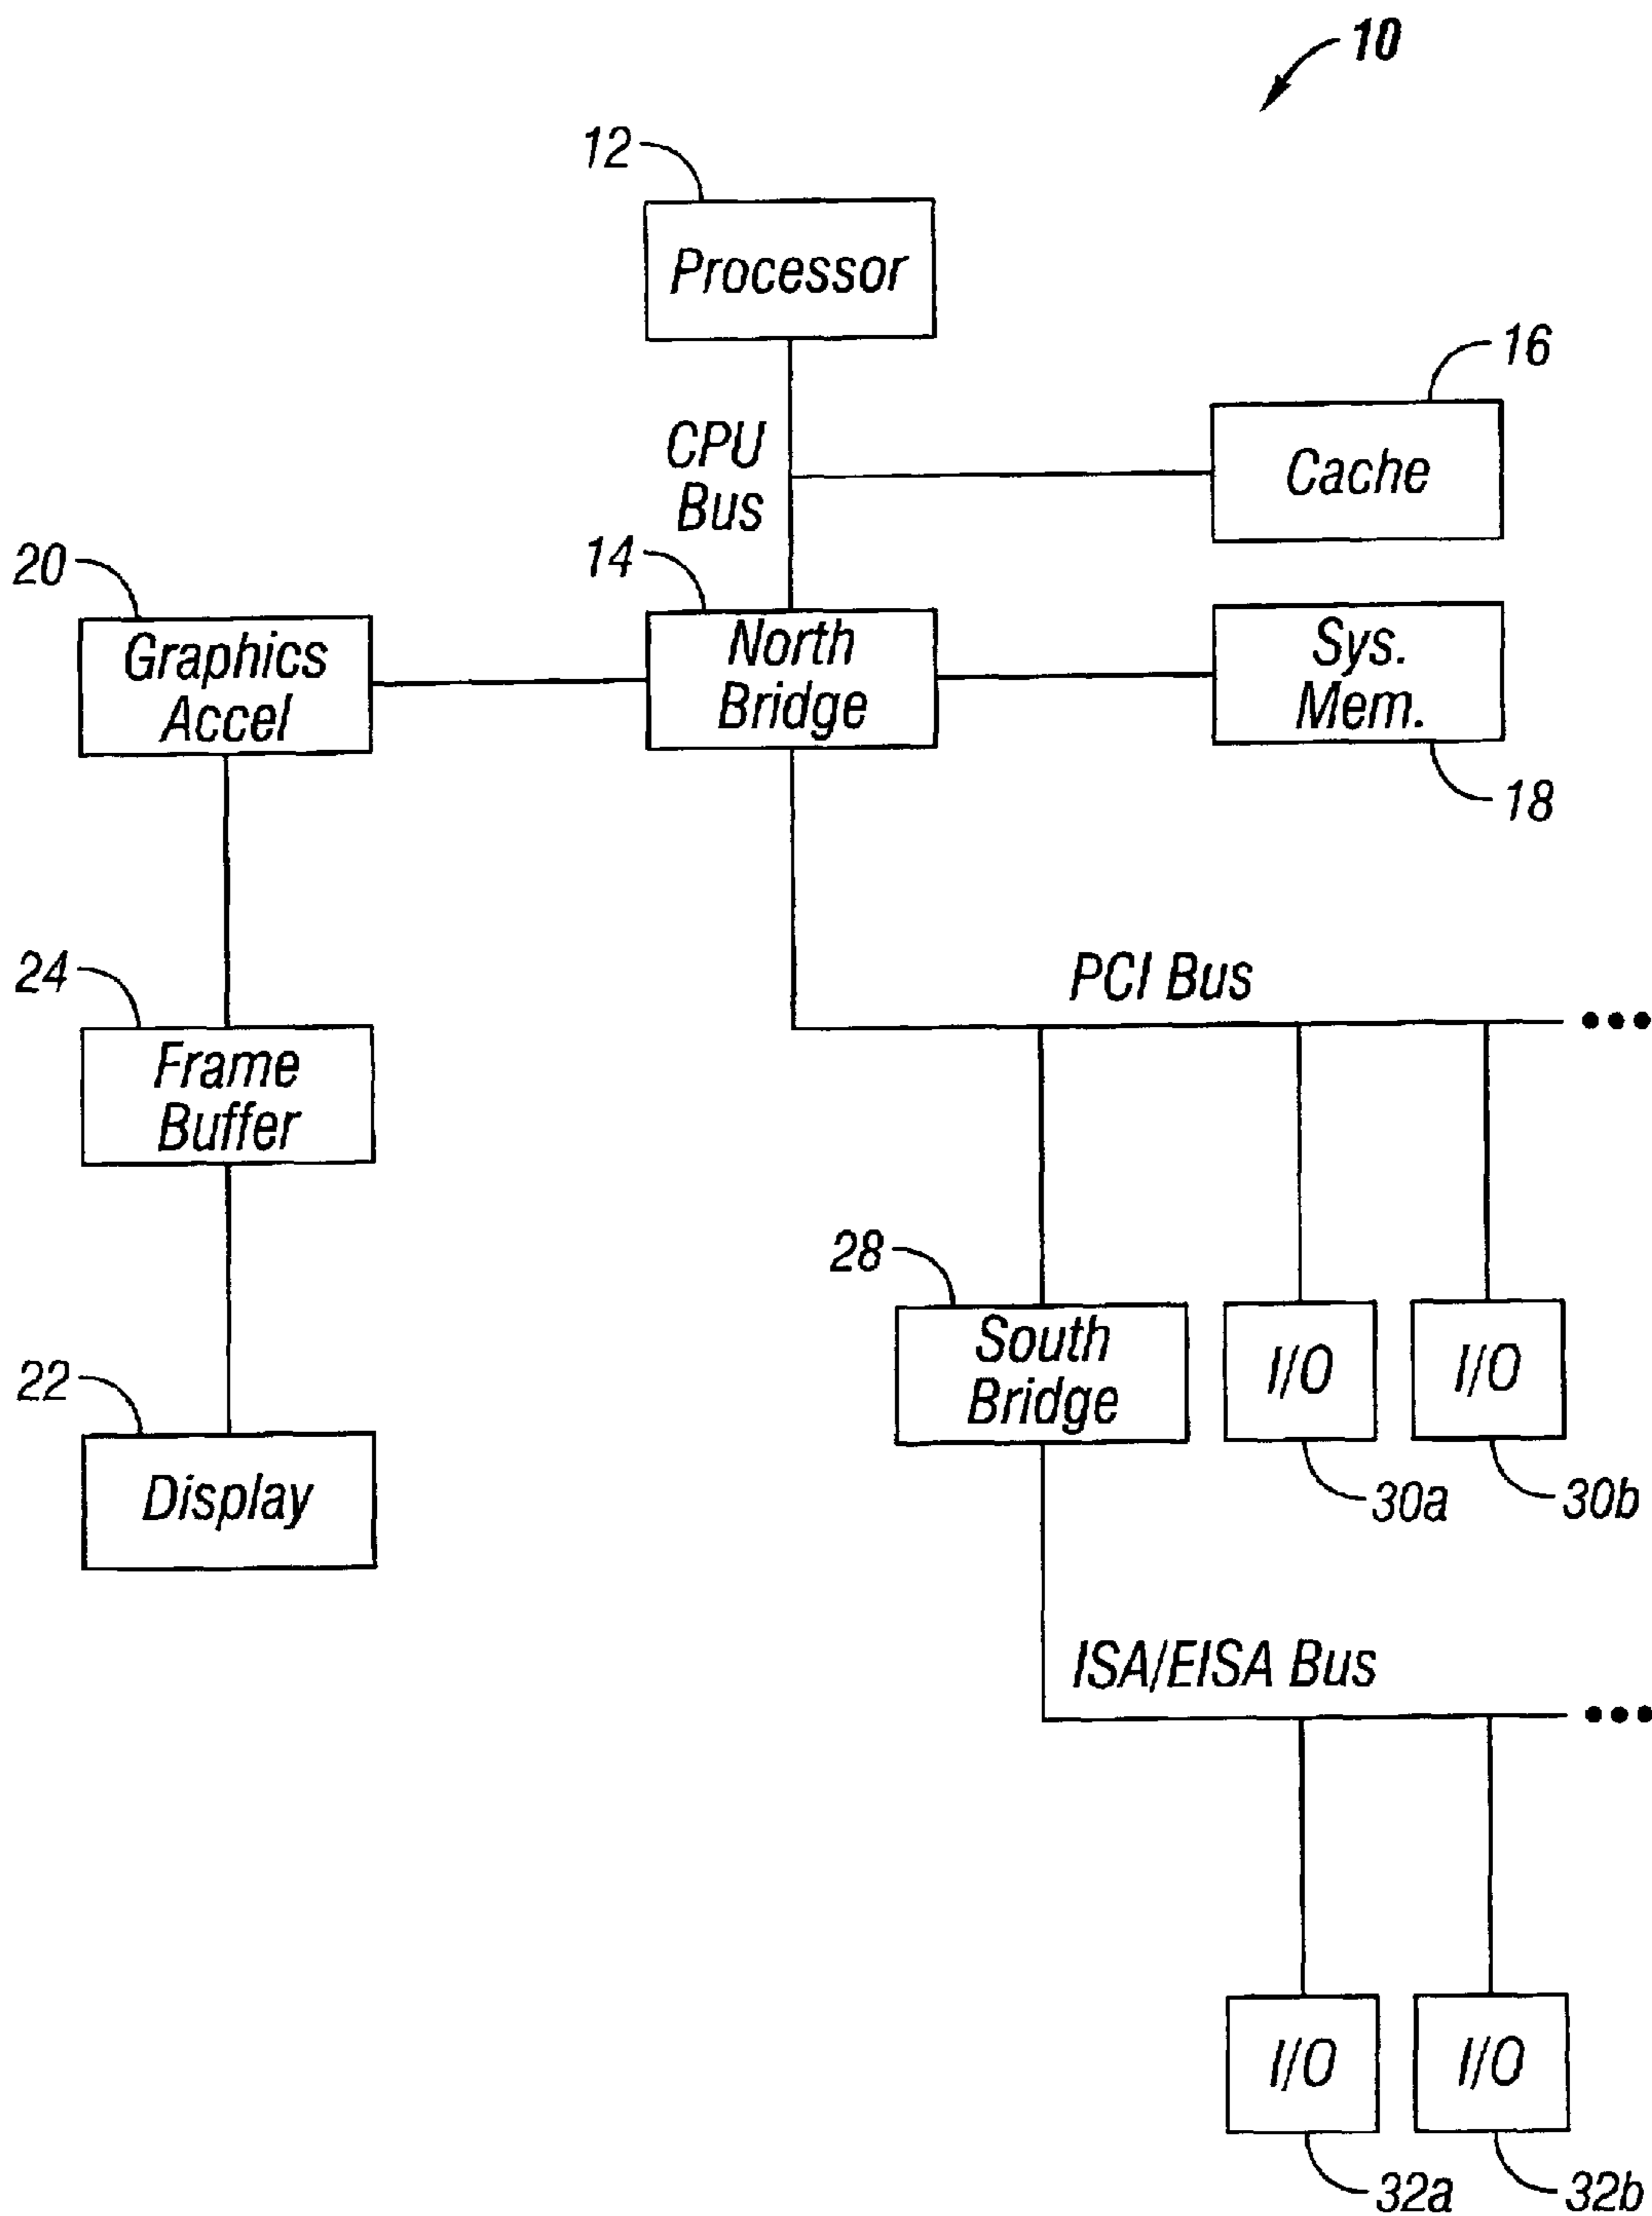 10
12
Processor
16
CPU
Bus
Cache
20
14
Graphics
Accel
North
Bridge
Sys.
Mem.
18
24
PCI Bus
•••
Frame
Buffer
28
22
South
Bridge
I/O
I/O
30a
30b
Display
ISA/EISA Bus
•••
I/O
I/O
32a
32b